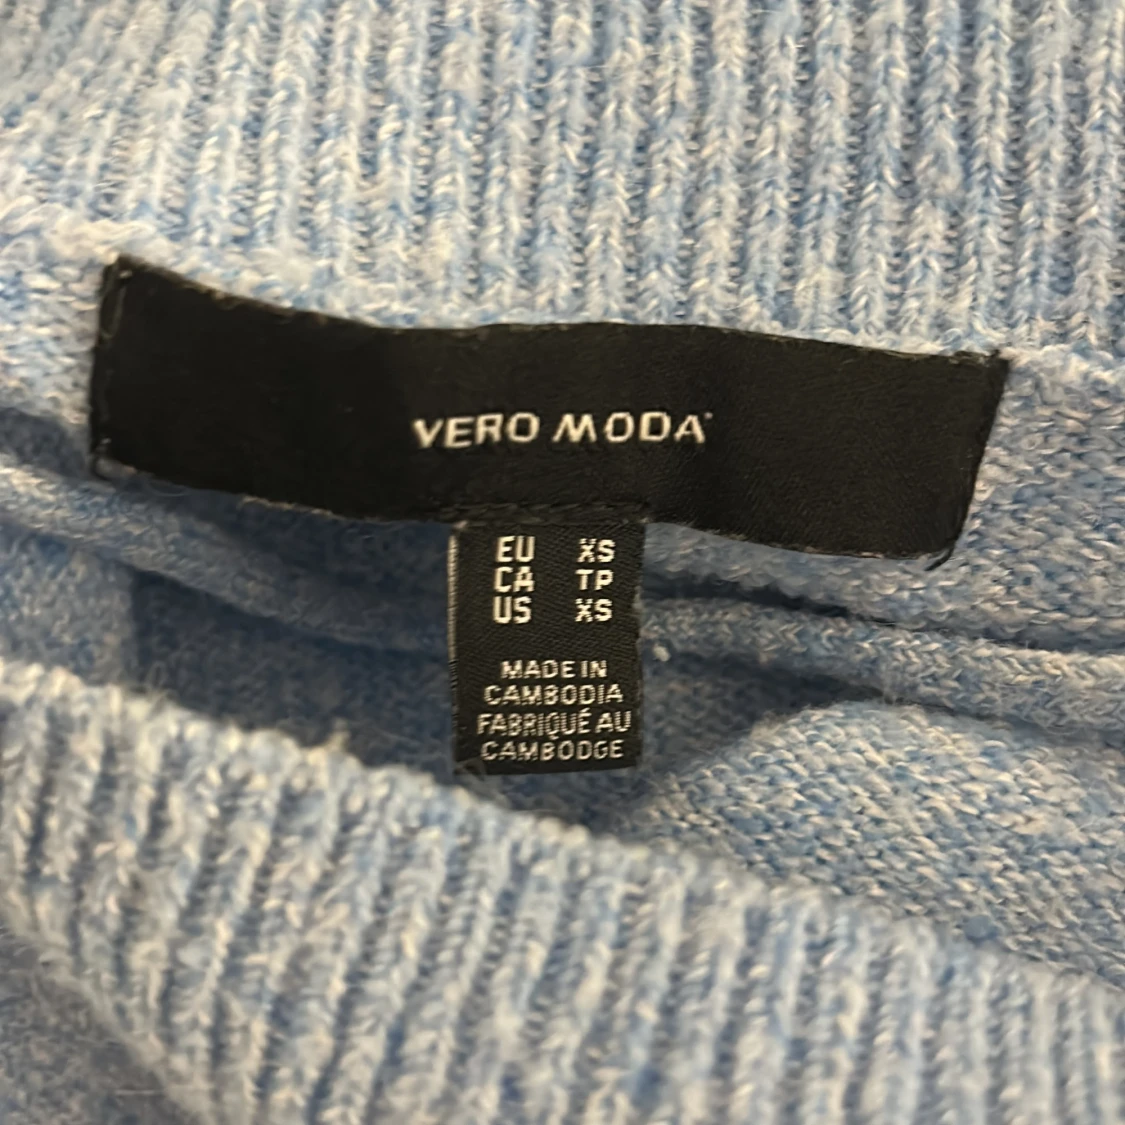 VERO MODA
EU XS
CA TP
US XS
MADE IN
CAMBODIA
FABRIQUÉ AU
CAMBODGE